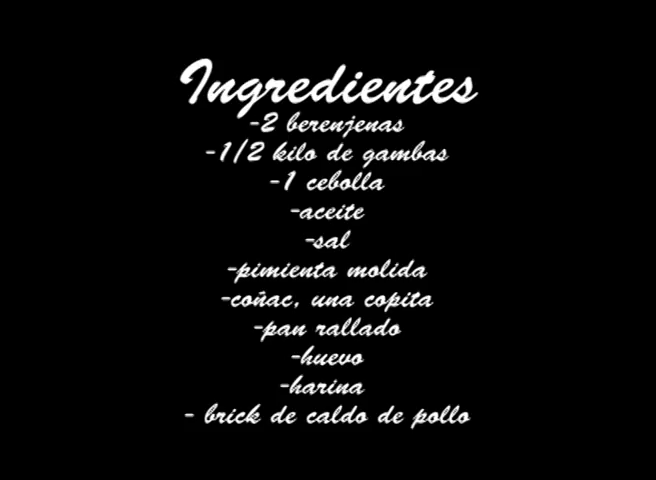 Ingredientes
-2 berenjenas
-1/2 kilo de gambas
-1 cebolla
-aceite
-sal
-pimienta molida
-coñac, una copita
-pan rallado
-huevo
-harina
- brick de caldo de pollo